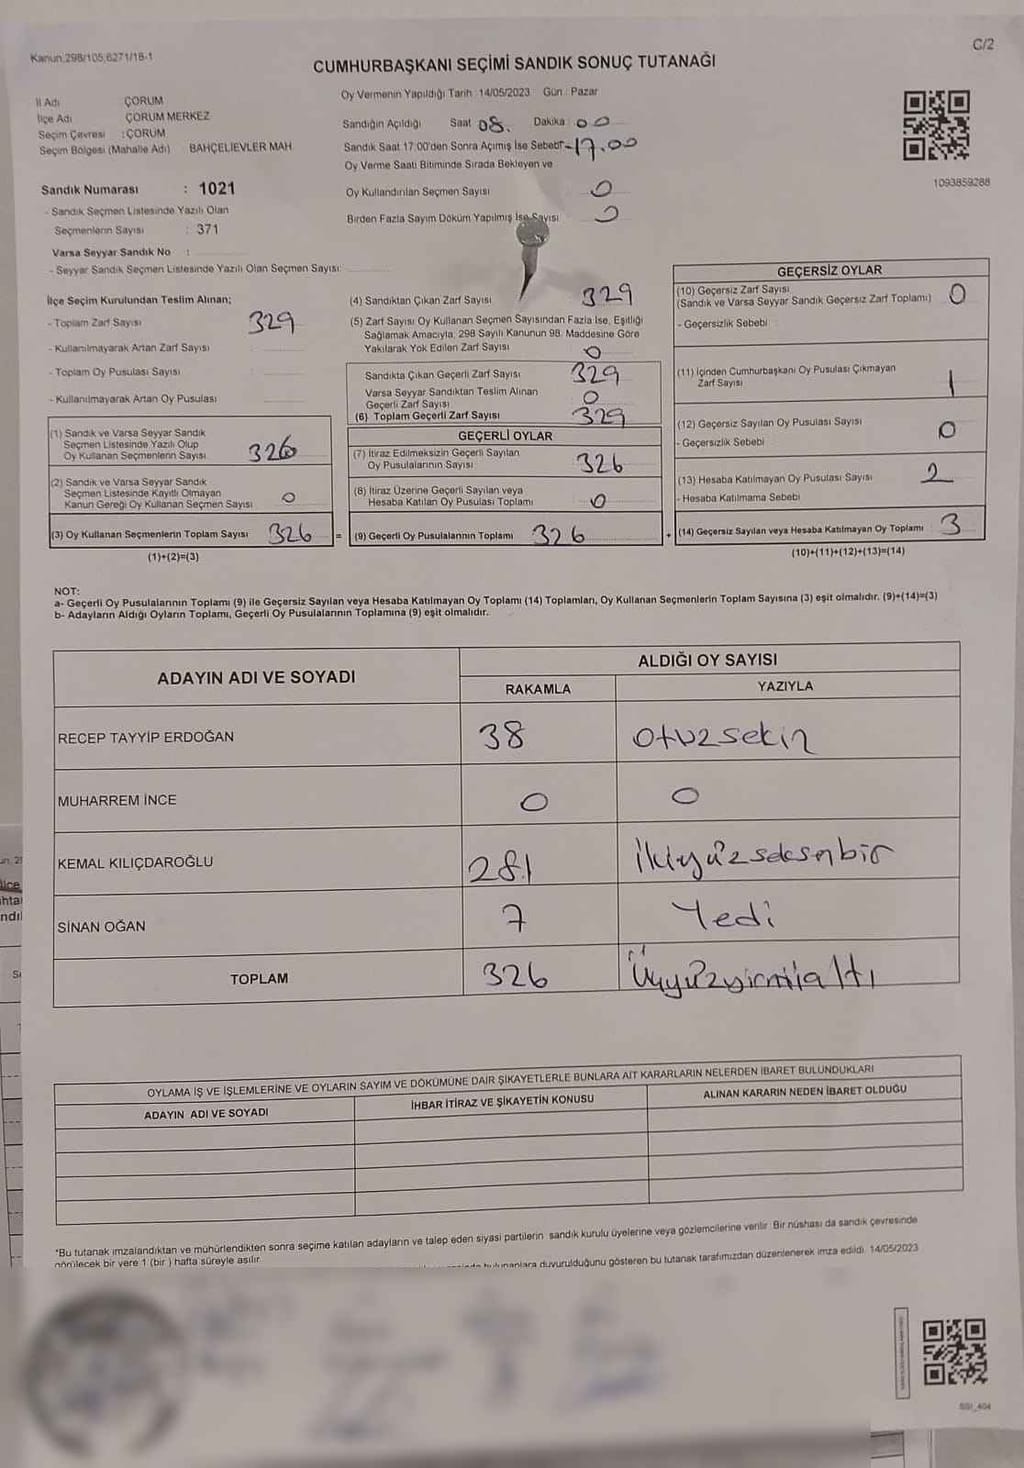 Kanun:298/105;6271/18-1
C/2
CUMHURBAŞKANI SEÇİMİ SANDIK SONUÇ TUTANAĞI
İl Adı ÇORUM
İlçe Adı ÇORUM MERKEZ
Seçim Çevresi : ÇORUM
Seçim Bölgesi (Mahalle Adı) BAHÇELİEVLER MAH
Oy Vermenin Yapıldığı Tarih : 14/05/2023 Gün : Pazar
Sandığın Açıldığı Saat 08. Dakika : 00
Sandık Saat 17:00'den Sonra Açımış İse Sebebi 17.00
Oy Verme Saati Bitiminde Sırada Bekleyen ve
Oy Kullandırılan Seçmen Sayısı 0
Birden Fazla Sayım Döküm Yapılmış İse Sayısı 0
1093859288
Sandık Numarası : 1021
- Sandık Seçmen Listesinde Yazılı Olan
Seçmenlerin Sayısı : 371
Varsa Seyyar Sandık No :
- Seyyar Sandık Seçmen Listesinde Yazılı Olan Seçmen Sayısı:
İlçe Seçim Kurulundan Teslim Alınan;
- Toplam Zarf Sayısı 329
- Kullanılmayarak Artan Zarf Sayısı
- Toplam Oy Pusulası Sayısı
- Kullanılmayarak Artan Oy Pusulası
(1) Sandık ve Varsa Seyyar Sandık
Seçmen Listesinde Yazılı Olup
Oy Kullanan Seçmenlerin Sayısı 326
(2) Sandık ve Varsa Seyyar Sandık
Seçmen Listesinde Kayıtlı Olmayan
Kanun Gereği Oy Kullanan Seçmen Sayısı 0
(3) Oy Kullanan Seçmenlerin Toplam Sayısı 326 =
(1)+(2)=(3)
(4) Sandıktan Çıkan Zarf Sayısı 329
(5) Zarf Sayısı Oy Kullanan Seçmen Sayısından Fazla İse, Eşitliği
Sağlamak Amacıyla, 298 Sayılı Kanunun 98. Maddesine Göre
Yakılarak Yok Edilen Zarf Sayısı 0
Sandıkta Çıkan Geçerli Zarf Sayısı 329
Varsa Seyyar Sandıktan Teslim Alınan
Geçerli Zarf Sayısı 0
(6) Toplam Geçerli Zarf Sayısı 329
GEÇERLİ OYLAR
(7) İtiraz Edilmeksizin Geçerli Sayılan
Oy Pusulalarının Sayısı 326
(8) İtiraz Üzerine Geçerli Sayılan veya
Hesaba Katılan Oy Pusulası Toplamı 0
(9) Geçerli Oy Pusulalarının Toplamı 326 +
GEÇERSİZ OYLAR
(10) Geçersiz Zarf Sayısı
(Sandık ve Varsa Seyyar Sandık Geçersiz Zarf Toplamı) 0
- Geçersizlik Sebebi
(11) İçinden Cumhurbaşkanı Oy Pusulası Çıkmayan
Zarf Sayısı 1
(12) Geçersiz Sayılan Oy Pusulası Sayısı 0
- Geçersizlik Sebebi
(13) Hesaba Katılmayan Oy Pusulası Sayısı 2
- Hesaba Katılmama Sebebi
(14) Geçersiz Sayılan veya Hesaba Katılmayan Oy Toplamı 3
(10)+(11)+(12)+(13)=(14)
NOT:
a- Geçerli Oy Pusulalarının Toplamı (9) ile Geçersiz Sayılan veya Hesaba Katılmayan Oy Toplamı (14) Toplamları, Oy Kullanan Seçmenlerin Toplam Sayısına (3) eşit olmalıdır. (9)+(14)=(3)
b- Adayların Aldığı Oyların Toplamı, Geçerli Oy Pusulalarının Toplamına (9) eşit olmalıdır.
ADAYIN ADI VE SOYADI
ALDIĞI OY SAYISI
RAKAMLA YAZIYLA
RECEP TAYYİP ERDOĞAN 38 Otuzsekiz
MUHARREM İNCE 0 0
KEMAL KILIÇDAROĞLU 281 ikiyüzseksenbir
SİNAN OĞAN 7 Yedi
TOPLAM 326 Üçyüzyirmialtı
OYLAMA İŞ VE İŞLEMLERİNE VE OYLARIN SAYIM VE DÖKÜMÜNE DAİR ŞİKAYETLERLE BUNLARA AİT KARARLARIN NELERDEN İBARET BULUNDUKLARI
ADAYIN ADI VE SOYADI İHBAR İTİRAZ VE ŞİKAYETİN KONUSU ALINAN KARARIN NEDEN İBARET OLDUĞU
*Bu tutanak imzalandıktan ve mühürlendikten sonra seçime katılan adayların ve talep eden siyasi partilerin sandık kurulu üyelerine veya gözlemcilerine verilir. Bir nüshası da sandık çevresinde
görülecek bir yere 1 (bir) hafta süreyle asılır.
bulunanlara duyurulduğunu gösteren bu tutanak tarafımızdan düzenlenerek imza edildi. 14/05/2023
SSI_404